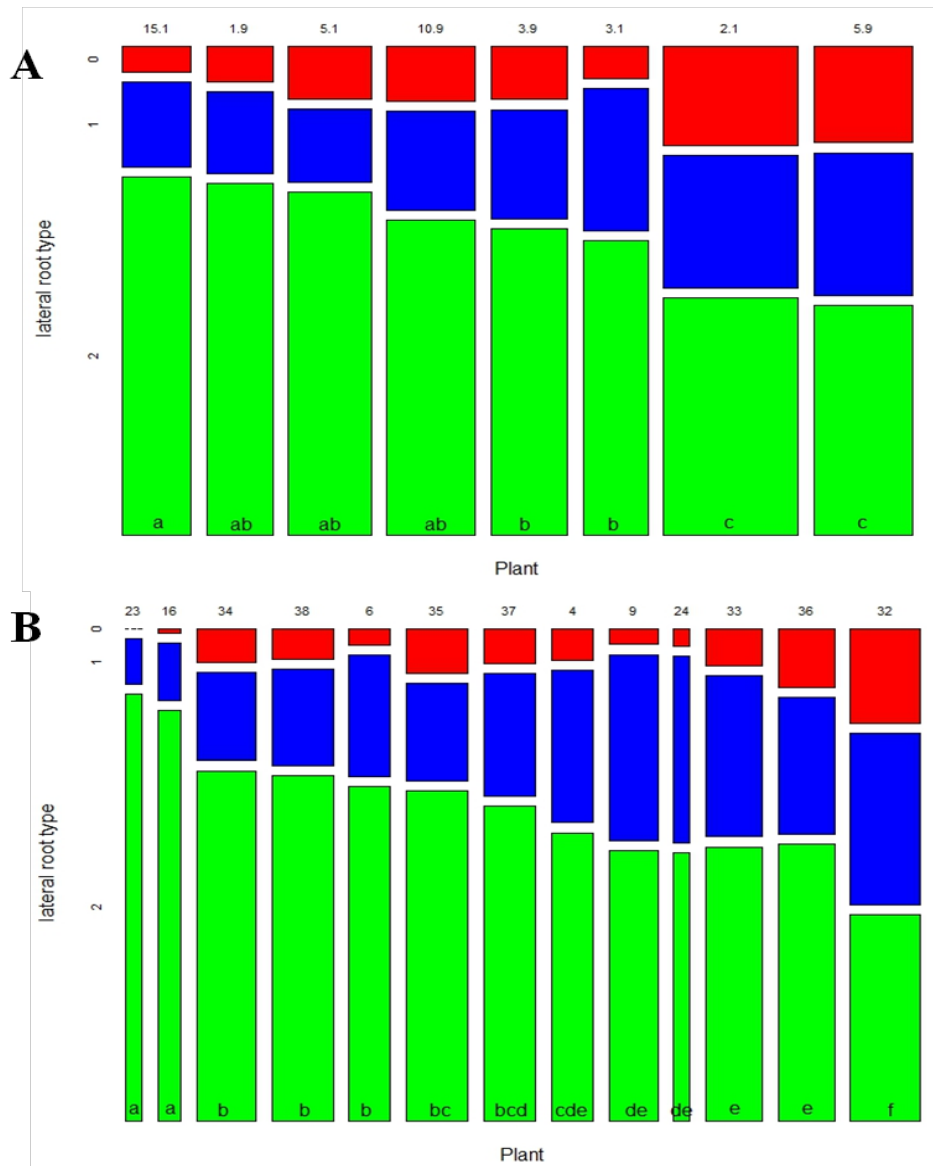 A
15.1 1.9 5.1 10.9 3.9 3.1 2.1 5.9
0
1
2
lateral root type
a ab ab ab b b c c
Plant
B
23 16 34 38 6 35 37 4 9 24 33 36 32
0
1
2
lateral root type
a a b b b bc bcd cde de de e e f
Plant